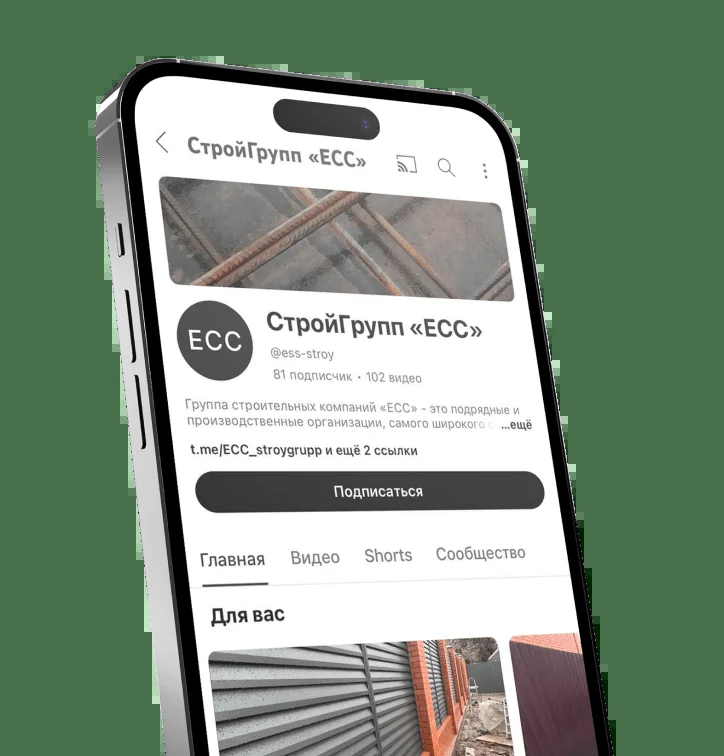 СтройГрупп «ЕСС»
ЕСС
СтройГрупп «ЕСС»
@ess-stroy
81 подписчик • 102 видео
Группа строительных компаний «ЕСС» - это подрядные и
производственные организации, самого широкого ...ещё
t.me/ECC_stroygrupp и ещё 2 ссылки
Подписаться
Главная Видео Shorts Сообщество
Для вас